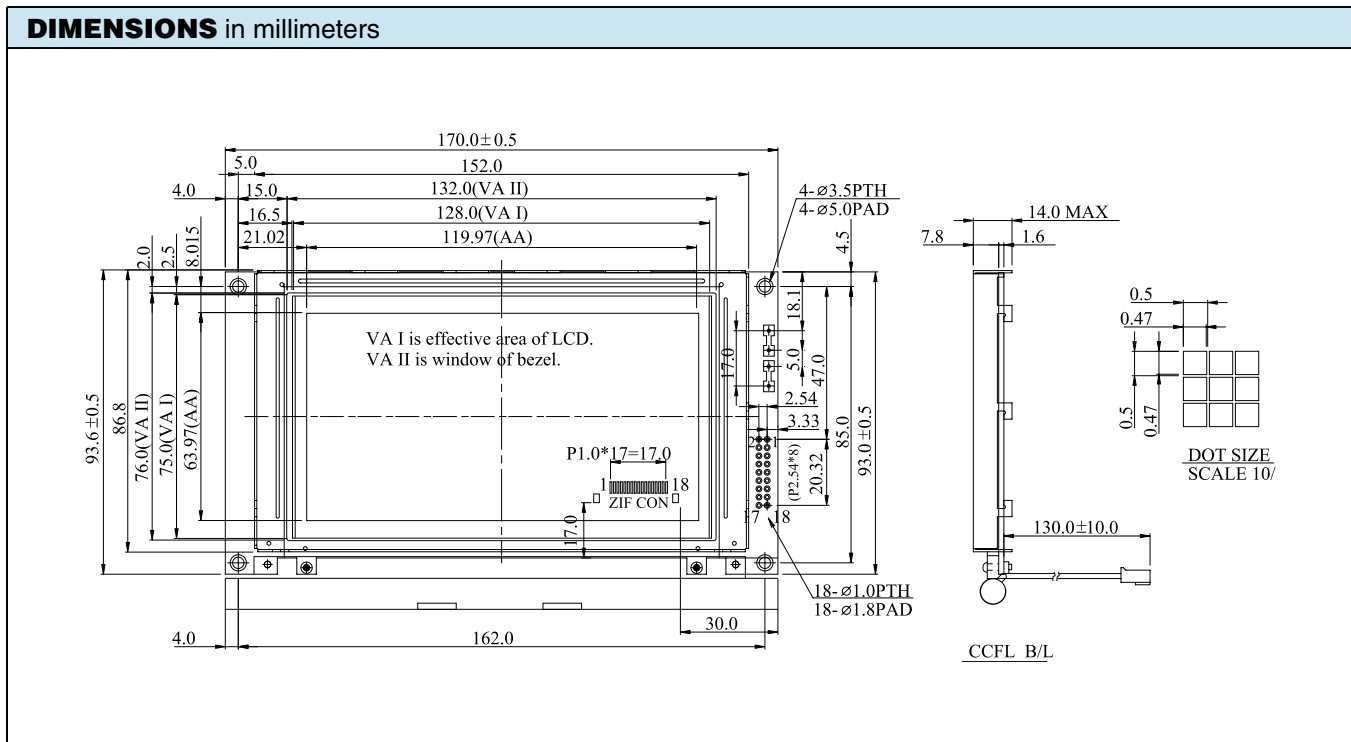 DIMENSIONS in millimeters
170.0±0.5
5.0
152.0
4.0
15.0
132.0(VA II)
16.5
128.0(VA I)
21.02
119.97(AA)
4-ø3.5PTH
4-ø5.0PAD
14.0 MAX
7.8
1.6
2.0
2.5
8.015
4.5
18.1
93.6±0.5
86.8
76.0(VA II)
75.0(VA I)
63.97(AA)
VA I is effective area of LCD.
VA II is window of bezel.
17.0
5.0
47.0
2.54
3.33
85.0
93.0±0.5
2
1
(P2.54*8)
20.32
17
18
P1.0*17=17.0
1
18
ZIF CON
17.0
0.5
0.47
0.5
0.47
DOT SIZE
SCALE 10/
130.0±10.0
18-ø1.0PTH
18-ø1.8PAD
30.0
4.0
162.0
CCFL B/L